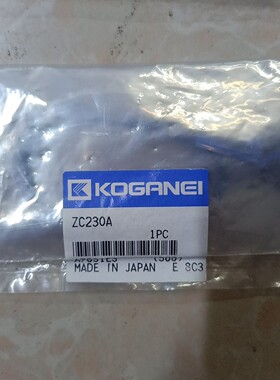 KOGANEI
ZC230A
1PC
MADE IN JAPAN E 8C3